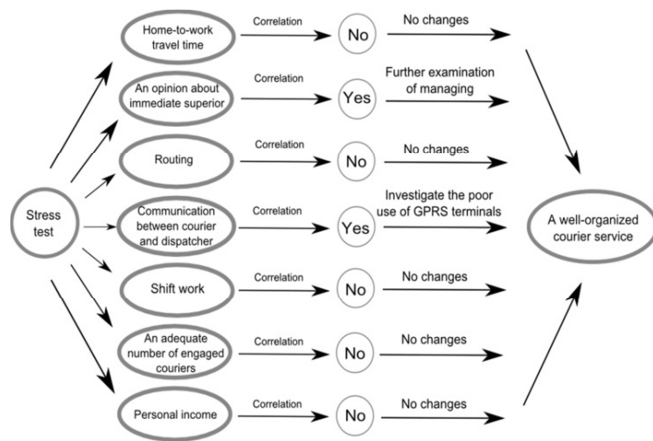 Home-to-work
travel time
Correlation
No
No changes
An opinion about
immediate superior
Correlation
Yes
Further examination
of managing
Routing
Correlation
No
No changes
Stress
test
Communication
between courier
and dispatcher
Correlation
Yes
Investigate the poor
use of GPRS terminals
A well-organized
courier service
Shift work
Correlation
No
No changes
An adequate
number of engaged
couriers
Correlation
No
No changes
Personal income
Correlation
No
No changes